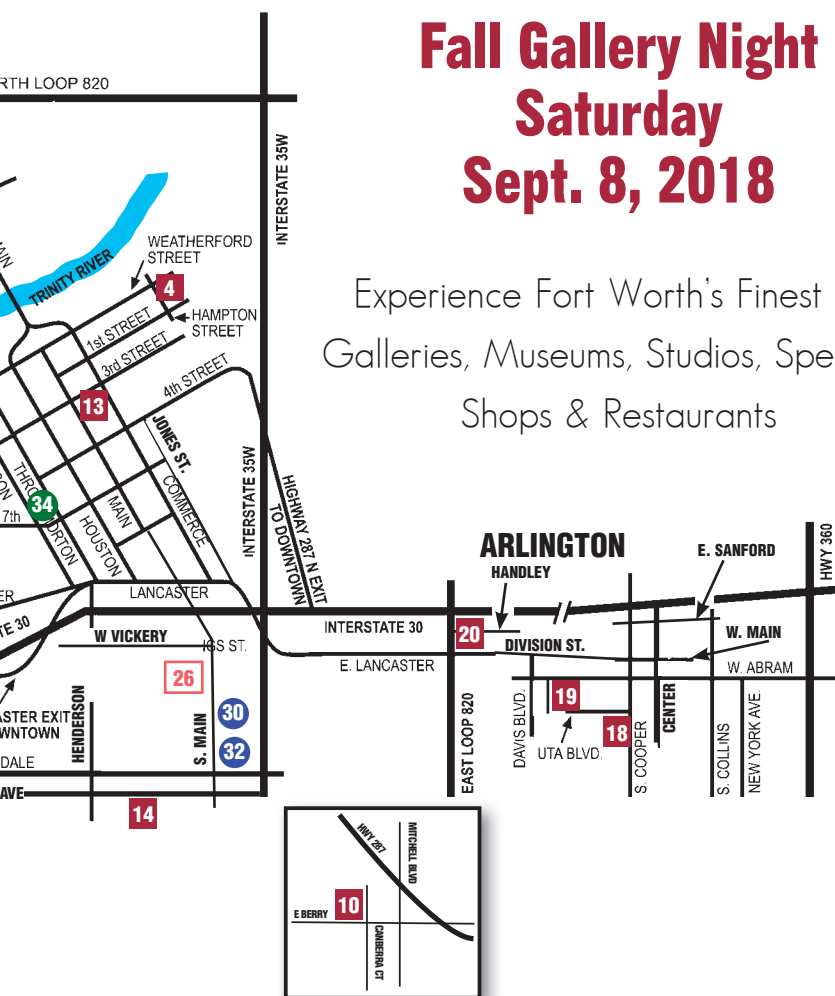 Fall Gallery Night
Saturday
Sept. 8, 2018
Experience Fort Worth's Finest
Galleries, Museums, Studios,
Shops & Restaurants
LOOP 820
INTERSTATE 35W
TRINITY RIVER
WEATHERFORD
STREET
4
HAMPTON
STREET
1st STREET
3rd STREET
4th STREET
13
JONES ST.
COMMERCE
MAIN
HOUSTON
34
7th
INTERSTATE 35W
HIGHWAY 287 N EXIT
TO DOWNTOWN
LANCASTER
30
W VICKERY
ST.
26
30
32
S. MAIN
HENDERSON
EXIT
AVE
14
INTERSTATE 30
E. LANCASTER
ARLINGTON
HANDLEY
20
DIVISION ST.
E. SANFORD
HWY 360
W. MAIN
W. ABRAM
EAST LOOP 820
DAVIS BLVD.
19
UTA BLVD.
18
S. COOPER
CENTER
S. COLLINS
NEW YORK AVE.
HWY 287
MITCHELL BLVD
10
E BERRY
CANBERRA CT